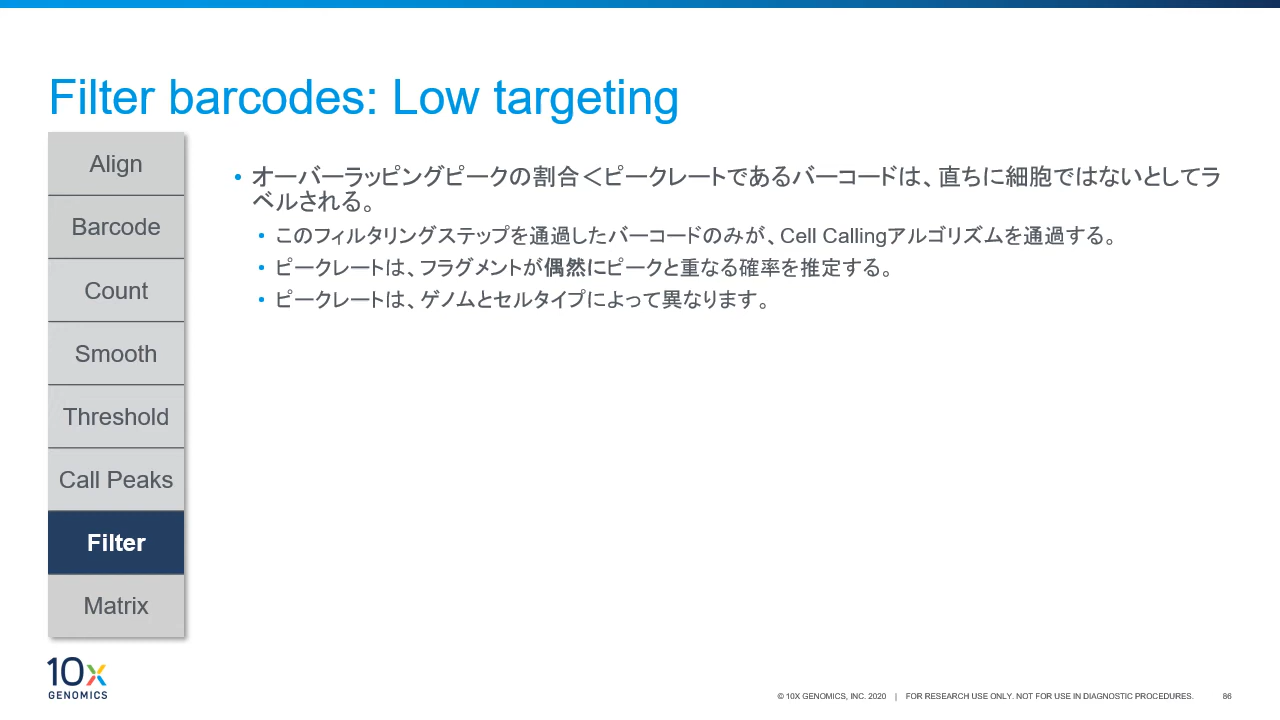 Filter barcodes: Low targeting
Align
Barcode
Count
Smooth
Threshold
Call Peaks
Filter
Matrix
• オーバーラッピングピークの割合＜ピークレートであるバーコードは、直ちに細胞ではないとしてラ
ベルされる。
• このフィルタリングステップを通過したバーコードのみが、Cell Callingアルゴリズムを通過する。
• ピークレートは、フラグメントが偶然にピークと重なる確率を推定する。
• ピークレートは、ゲノムとセルタイプによって異なります。
10x
GENOMICS
© 10X GENOMICS, INC. 2020 | FOR RESEARCH USE ONLY. NOT FOR USE IN DIAGNOSTIC PROCEDURES. 86